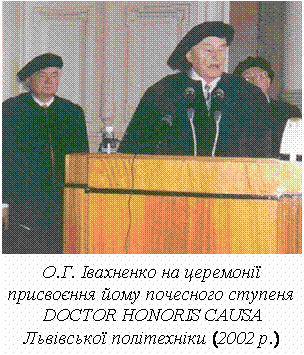 О.Г. Івахненко на церемонії
присвоєння йому почесного ступеня
DOCTOR HONORIS CAUSA
Львівської політехніки (2002 р.)